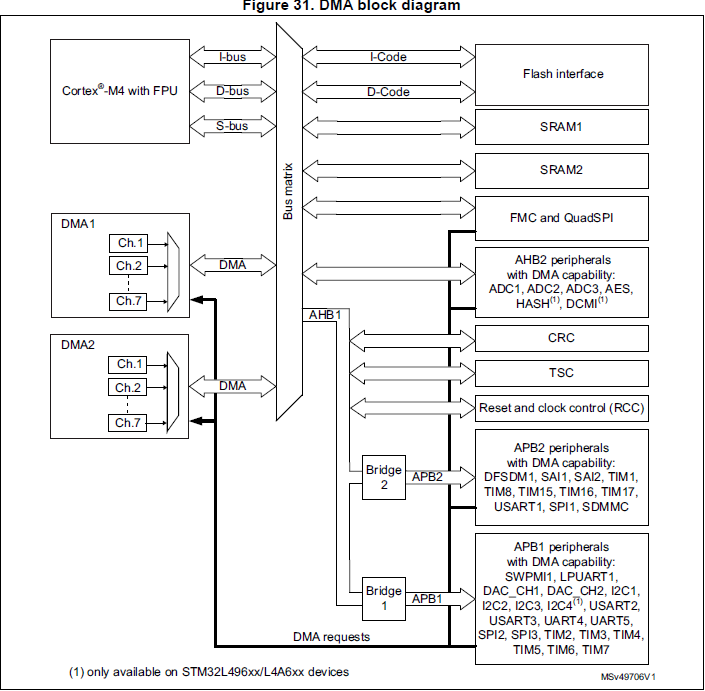 Figure 31. DMA block diagram
Cortex®-M4 with FPU
I-bus
D-bus
S-bus
Bus matrix
I-Code
D-Code
Flash interface
SRAM1
SRAM2
FMC and QuadSPI
DMA1
Ch.1
Ch.2
Ch.7
DMA
AHB2 peripherals
with DMA capability:
ADC1, ADC2, ADC3, AES,
HASH(1), DCMI(1)
AHB1
CRC
DMA2
Ch.1
Ch.2
Ch.7
DMA
TSC
Reset and clock control (RCC)
Bridge
2
APB2
APB2 peripherals
with DMA capability:
DFSDM1, SAI1, SAI2, TIM1,
TIM8, TIM15, TIM16, TIM17,
USART1, SPI1, SDMMC
Bridge
1
APB1
APB1 peripherals
with DMA capability:
SWPMI1, LPUART1,
DAC_CH1, DAC_CH2, I2C1,
I2C2, I2C3, I2C4(1), USART2,
USART3, UART4, UART5,
SPI2, SPI3, TIM2, TIM3, TIM4,
TIM5, TIM6, TIM7
DMA requests
(1) only available on STM32L496xx/L4A6xx devices
MSv49706V1